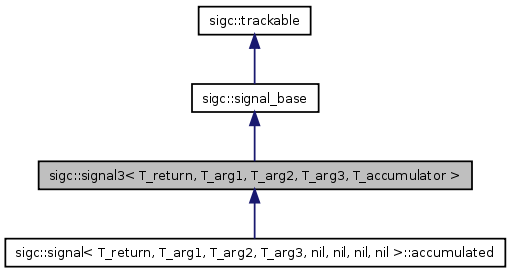 sigc::trackable
sigc::signal_base
sigc::signal3< T_return, T_arg1, T_arg2, T_arg3, T_accumulator >
sigc::signal< T_return, T_arg1, T_arg2, T_arg3, nil, nil, nil, nil >::accumulated